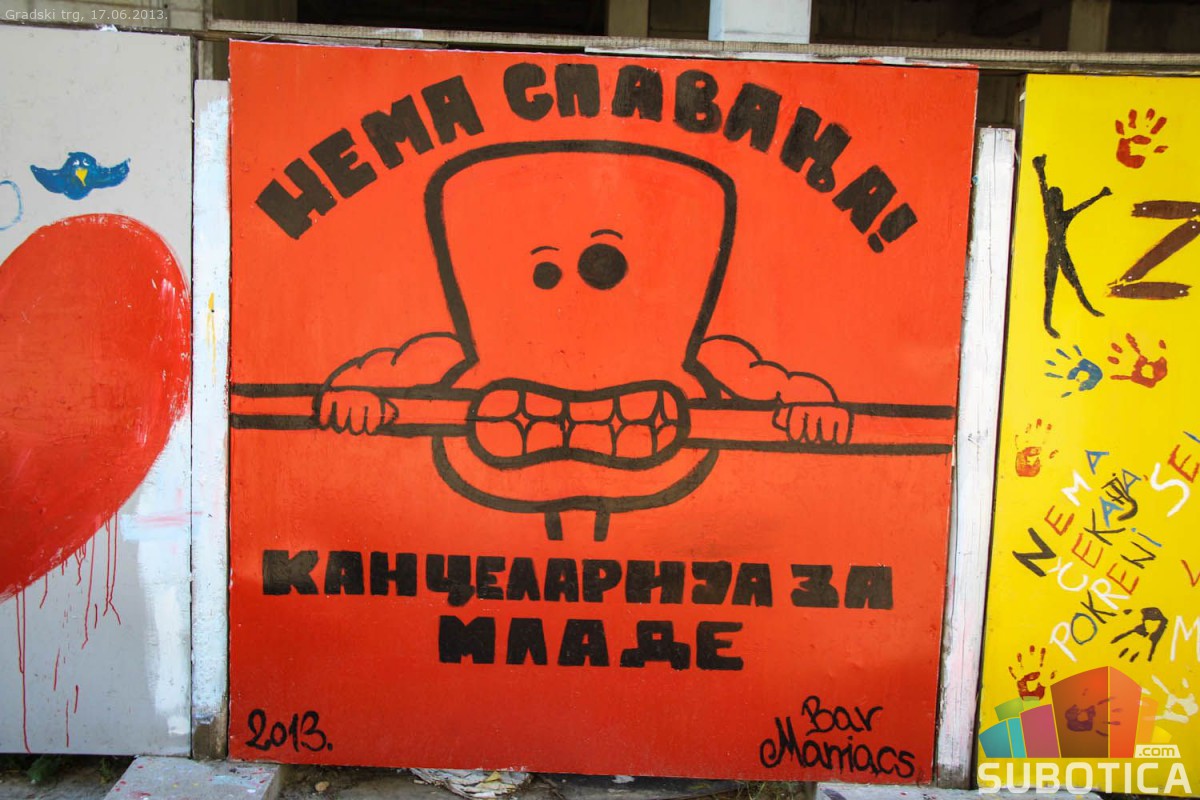 Gradski trg, 17.06.2013.
НЕМА СПАВАЊА!
КАНЦЕЛАРИЈА ЗА
МЛАДЕ
2013.
Bar
Maniacs
KZ
NEMA
ČEKANJA
POKRENI
SE!
M
.com
SUBOTICA